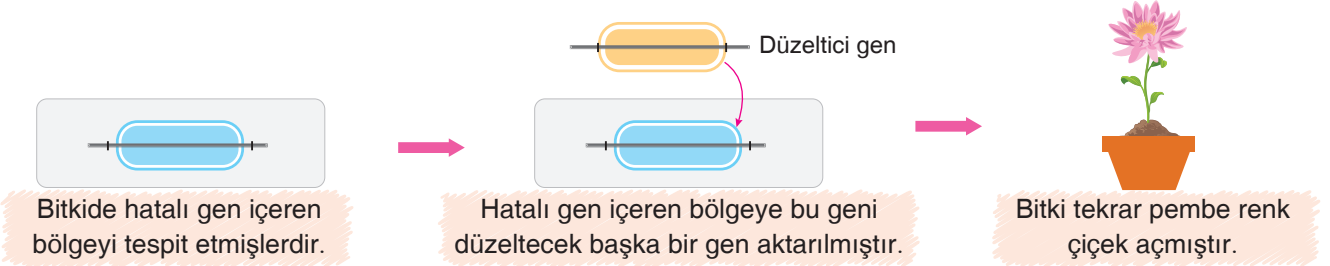 Düzeltici gen
Bitkide hatalı gen içeren
bölgeyi tespit etmişlerdir.
Hatalı gen içeren bölgeye bu geni
düzeltecek başka bir gen aktarılmıştır.
Bitki tekrar pembe renk
çiçek açmıştır.